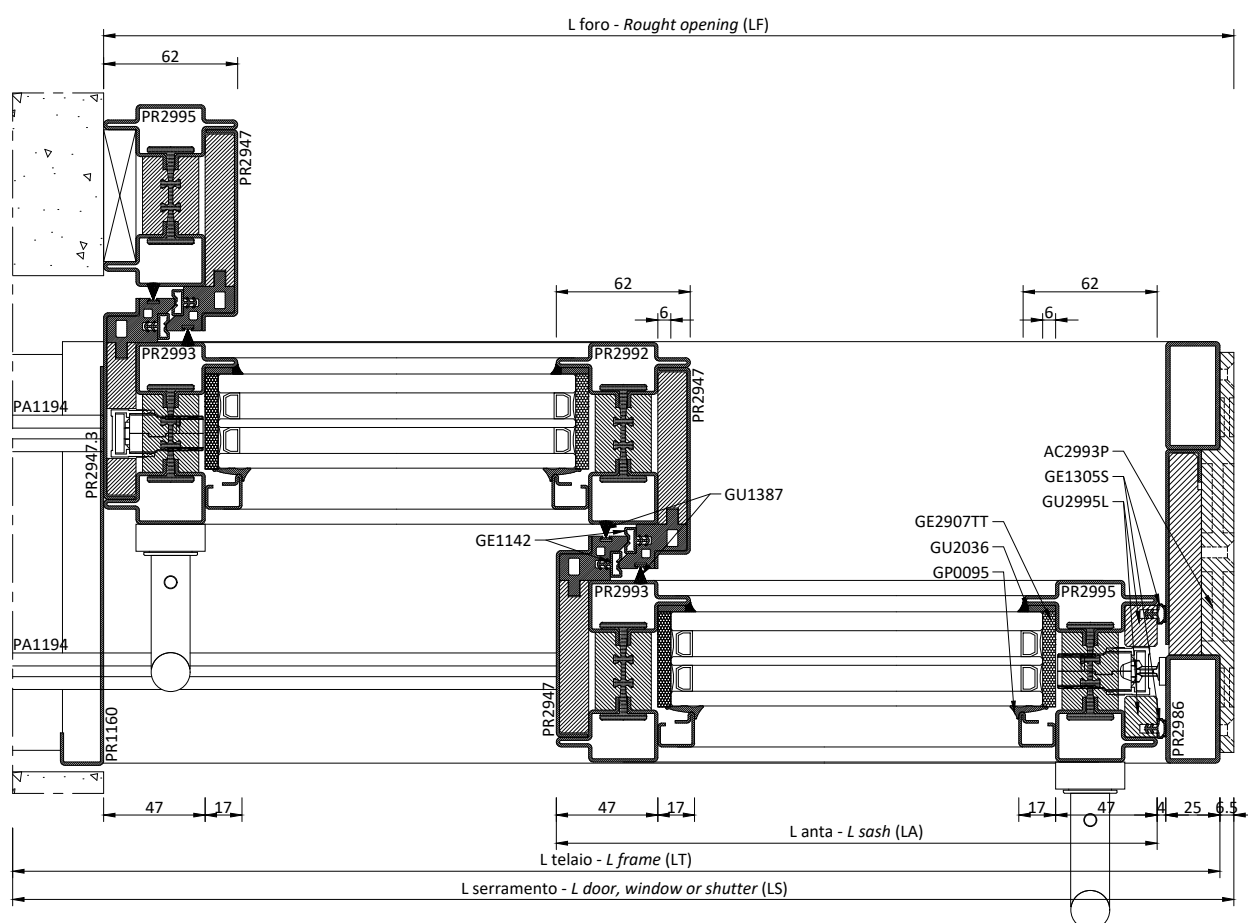 L foro - Rought opening (LF)
62
PR2995
PR2947
62
62
6
6
PR2993
PR2992
PR2947
PA1194
PR2947.3
AC2993P
GE1305S
GU2995L
GU1387
GE1142
GE2907TT
GU2036
GP0095
PR2993
PR2995
PA1194
PR1160
PR2947
PR2986
47
17
47
17
17
47
4
25
6.5
L anta - L sash (LA)
L telaio - L frame (LT)
L serramento - L door, window or shutter (LS)